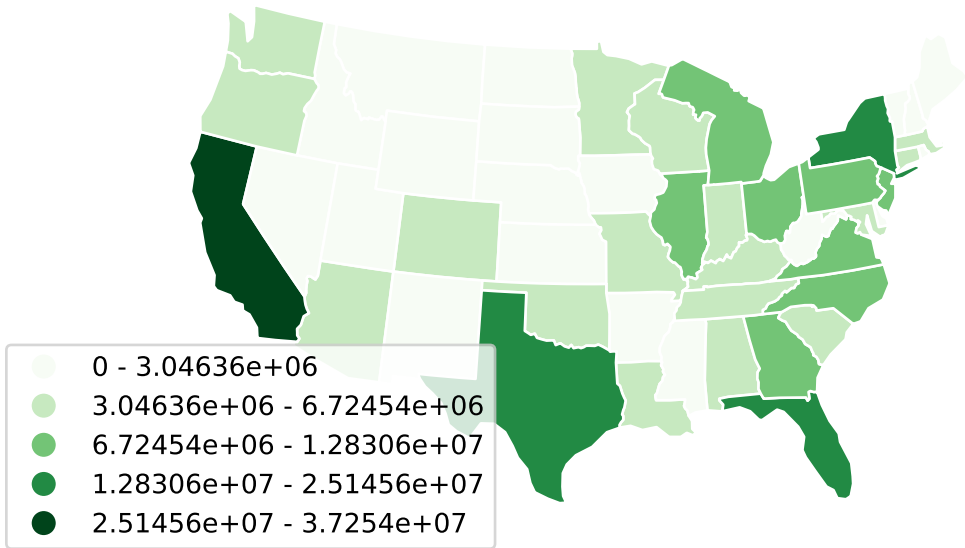 0 - 3.04636e+06
3.04636e+06 - 6.72454e+06
6.72454e+06 - 1.28306e+07
1.28306e+07 - 2.51456e+07
2.51456e+07 - 3.7254e+07